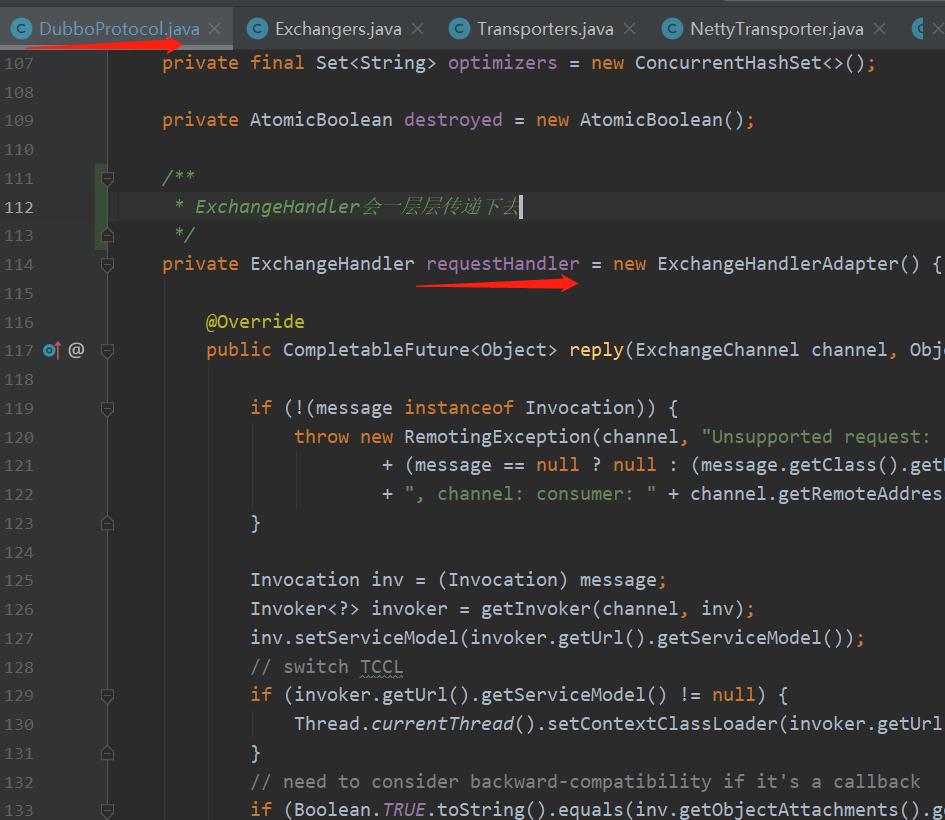 DubboProtocol.java Exchangers.java Transporters.java NettyTransporter.java
107 private final Set<String> optimizers = new ConcurrentHashSet<>();
108
109 private AtomicBoolean destroyed = new AtomicBoolean();
110
111 /**
112 * ExchangeHandler会一层层传递下去
113 */
114 private ExchangeHandler requestHandler = new ExchangeHandlerAdapter() {
115
116 @Override
117 @ public CompletableFuture<Object> reply(ExchangeChannel channel, Obj
118
119 if (!(message instanceof Invocation)) {
120 throw new RemotingException(channel, "Unsupported request:
121 + (message == null ? null : (message.getClass().get
122 + ", channel: consumer: " + channel.getRemoteAddres
123 }
124
125 Invocation inv = (Invocation) message;
126 Invoker<?> invoker = getInvoker(channel, inv);
127 inv.setServiceModel(invoker.getUrl().getServiceModel());
128 // switch TCCL
129 if (invoker.getUrl().getServiceModel() != null) {
130 Thread.currentThread().setContextClassLoader(invoker.getUrl
131 }
132 // need to consider backward-compatibility if it's a callback
133 if (Boolean.TRUE.toString().equals(inv.getObjectAttachments().g